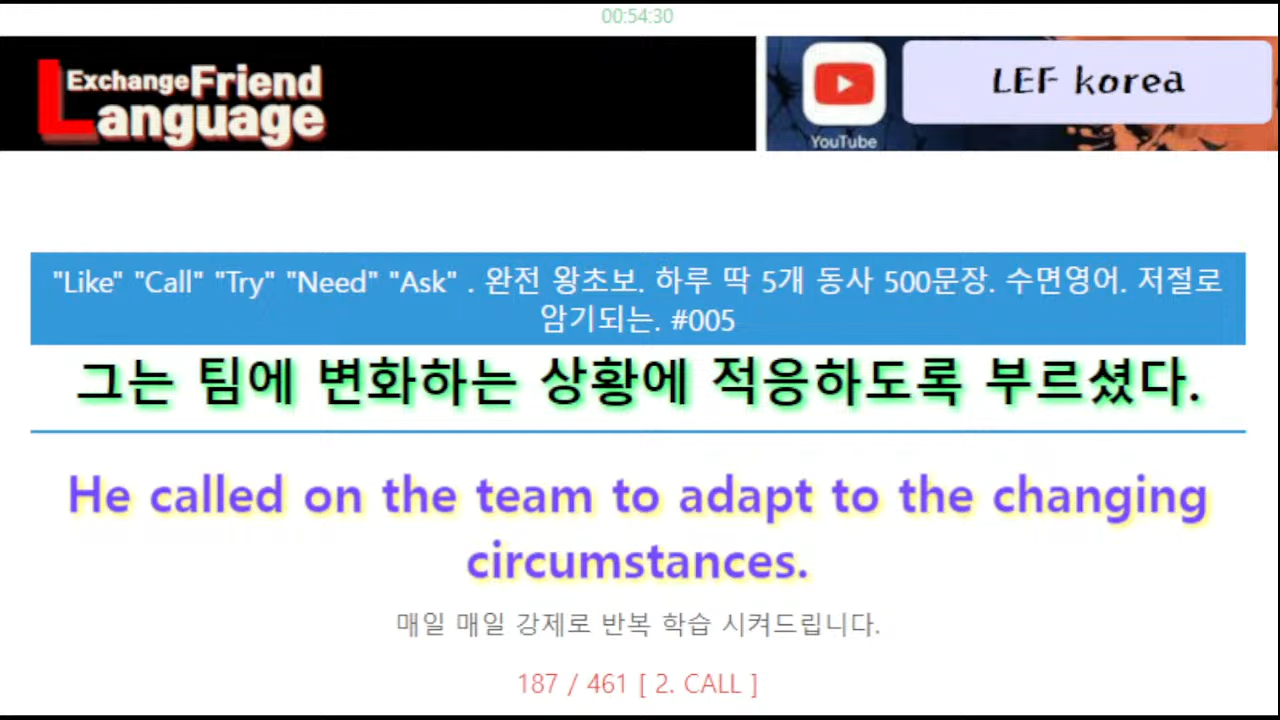 00:54:30
ExchangeFriend
Language
LEF korea
YouTube
"Like" "Call" "Try" "Need" "Ask" . 완전 왕초보. 하루 딱 5개 동사 500문장. 수면영어. 저절로
암기되는. #005
그는 팀에 변화하는 상황에 적응하도록 부르셨다.
He called on the team to adapt to the changing
circumstances.
매일 매일 강제로 반복 학습 시켜드립니다.
187 / 461 [ 2. CALL ]